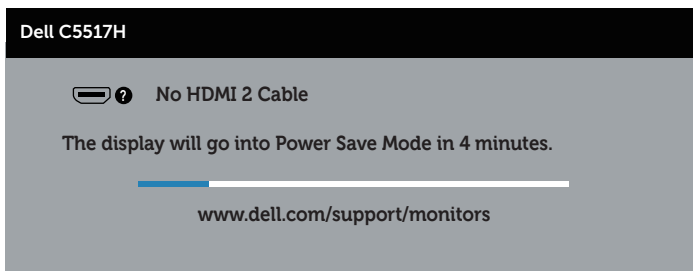 Dell C5517H
? No HDMI 2 Cable
The display will go into Power Save Mode in 4 minutes.
www.dell.com/support/monitors